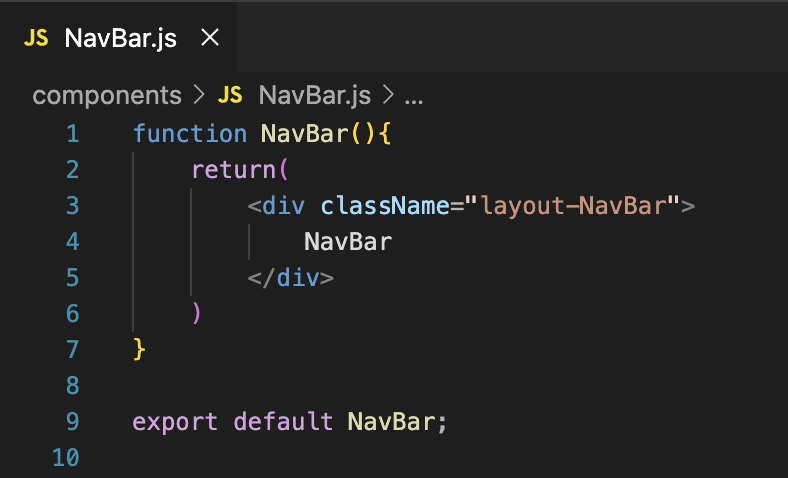 JS NavBar.js ×
components > JS NavBar.js > ...
1 function NavBar(){
2     return(
3         <div className="layout-NavBar">
4             NavBar
5         </div>
6     )
7 }
8
9 export default NavBar;
10